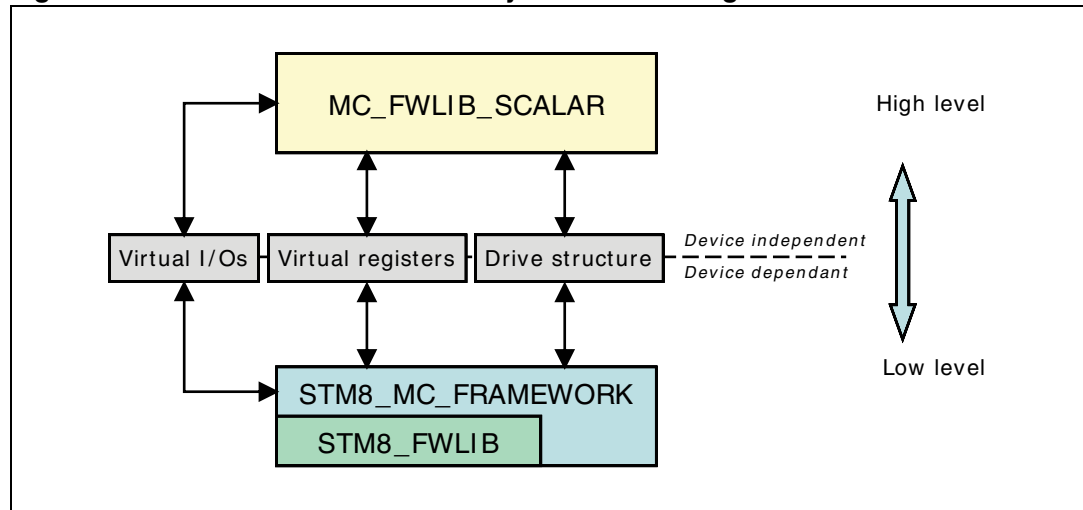 MC_FWLIB_SCALAR
High level
Virtual I/Os
Virtual registers
Drive structure
Device independent
Device dependant
Low level
STM8_MC_FRAMEWORK
STM8_FWLIB